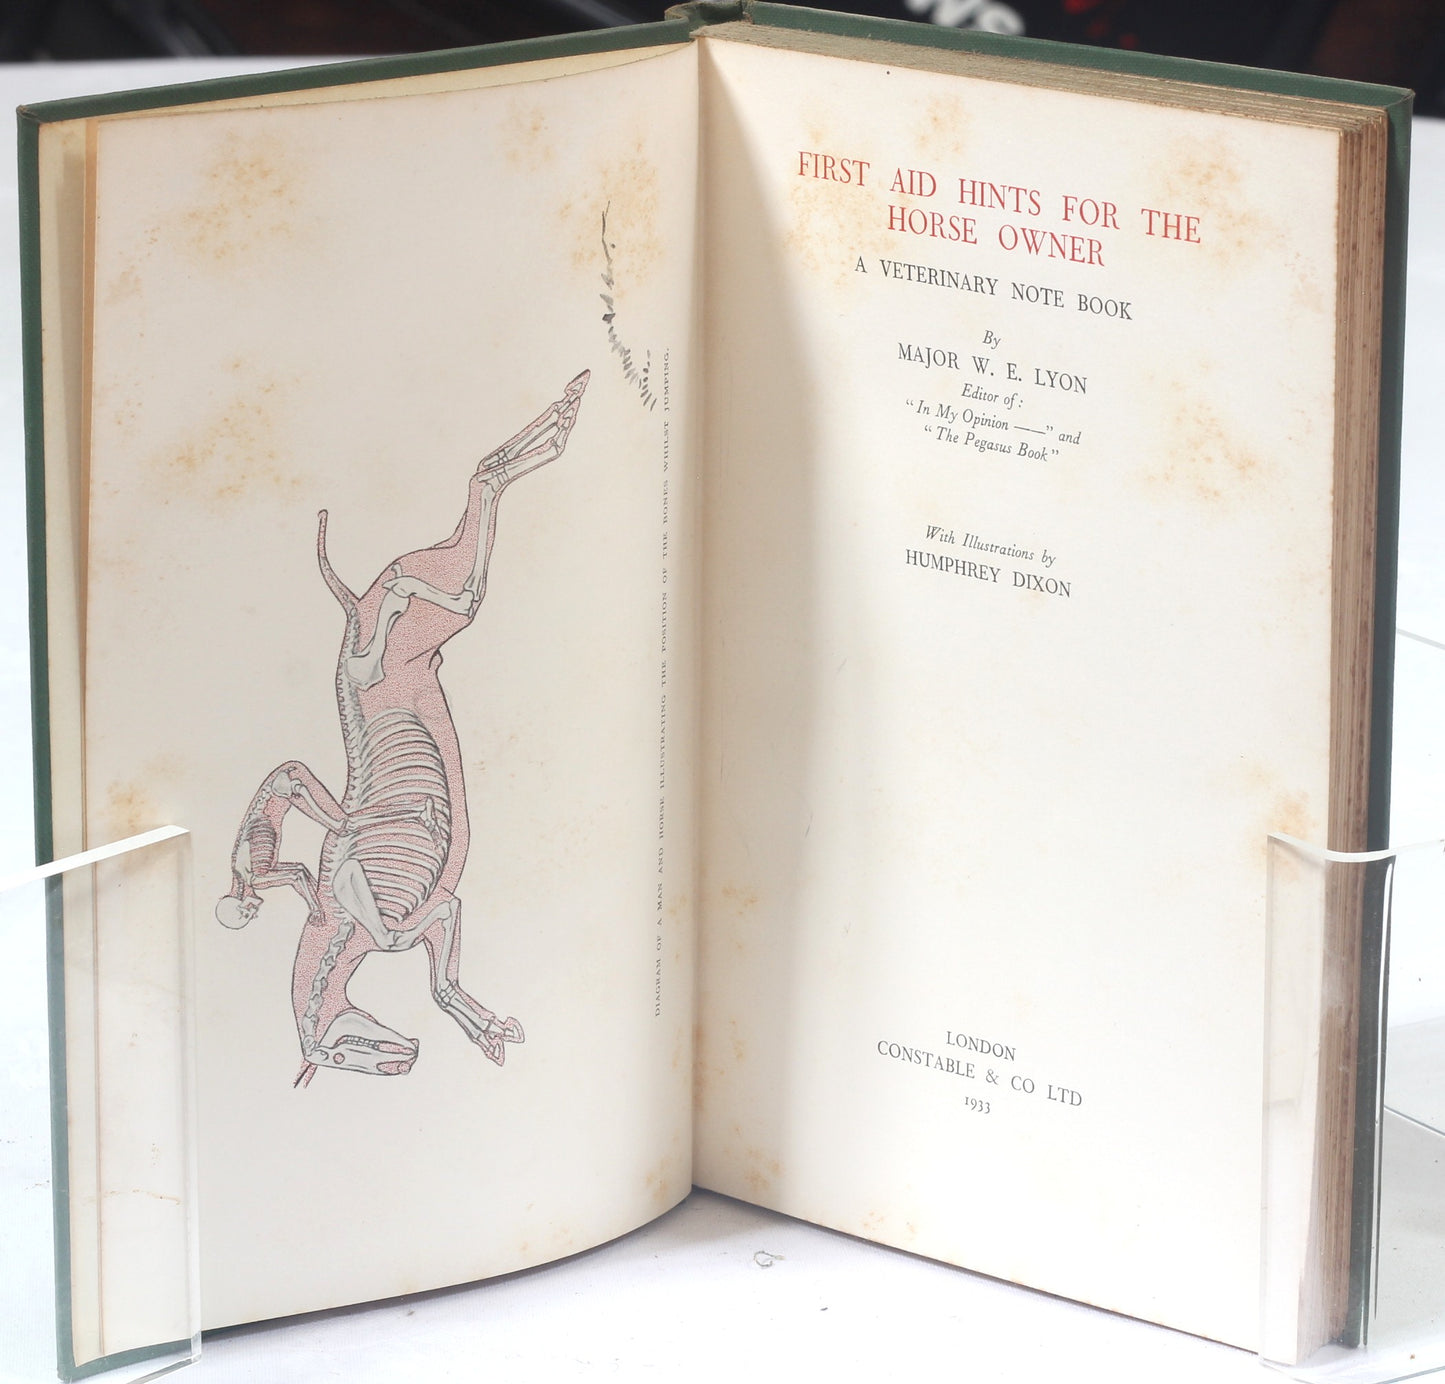 DIAGRAM OF A MAN AND HORSE ILLUSTRATING THE POSITION OF THE BONES WHILST JUMPING.
FIRST AID HINTS FOR THE
HORSE OWNER
A VETERINARY NOTE BOOK
By
MAJOR W. E. LYON
Editor of:
"In My Opinion ——" and
"The Pegasus Book"
With Illustrations by
HUMPHREY DIXON
LONDON
CONSTABLE & CO LTD
1933